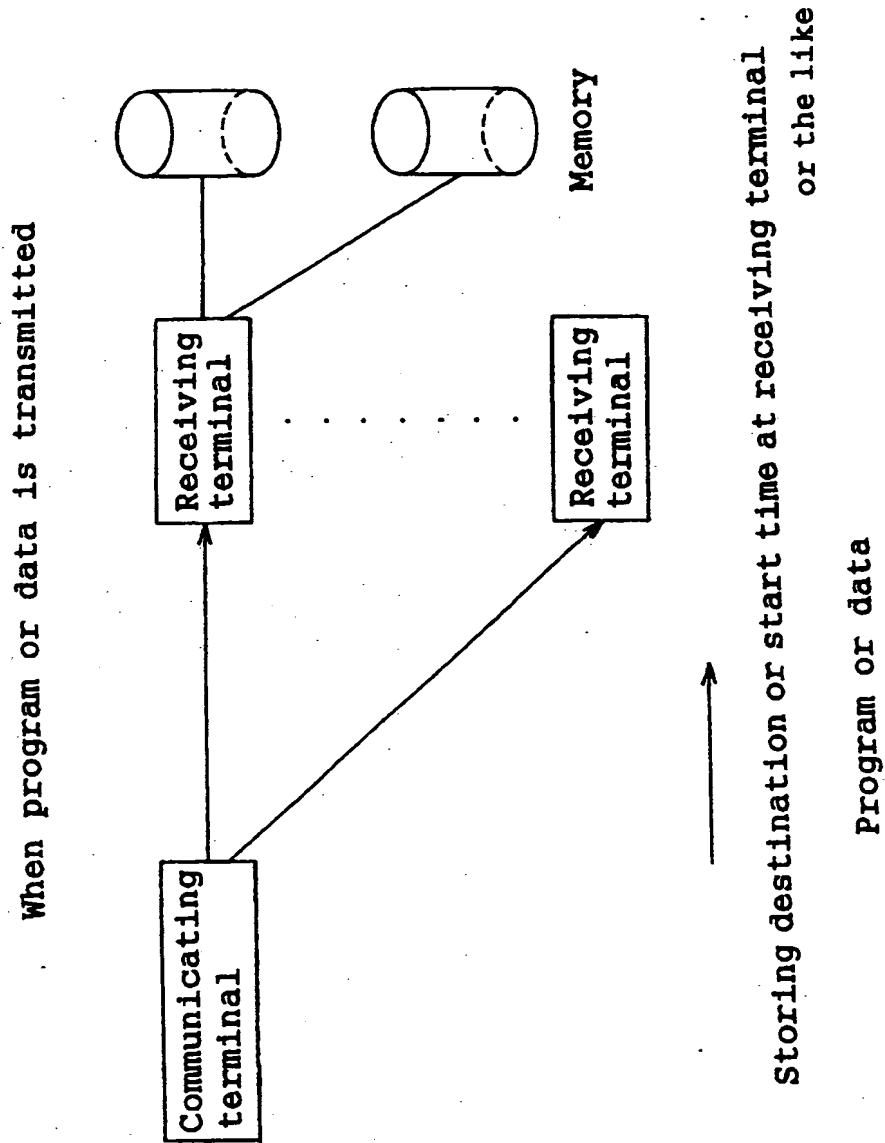 When program or data is transmitted
Communicating
terminal
Receiving
terminal
Receiving
terminal
Memory
Storing destination or start time at receiving terminal
or the like
Program or data